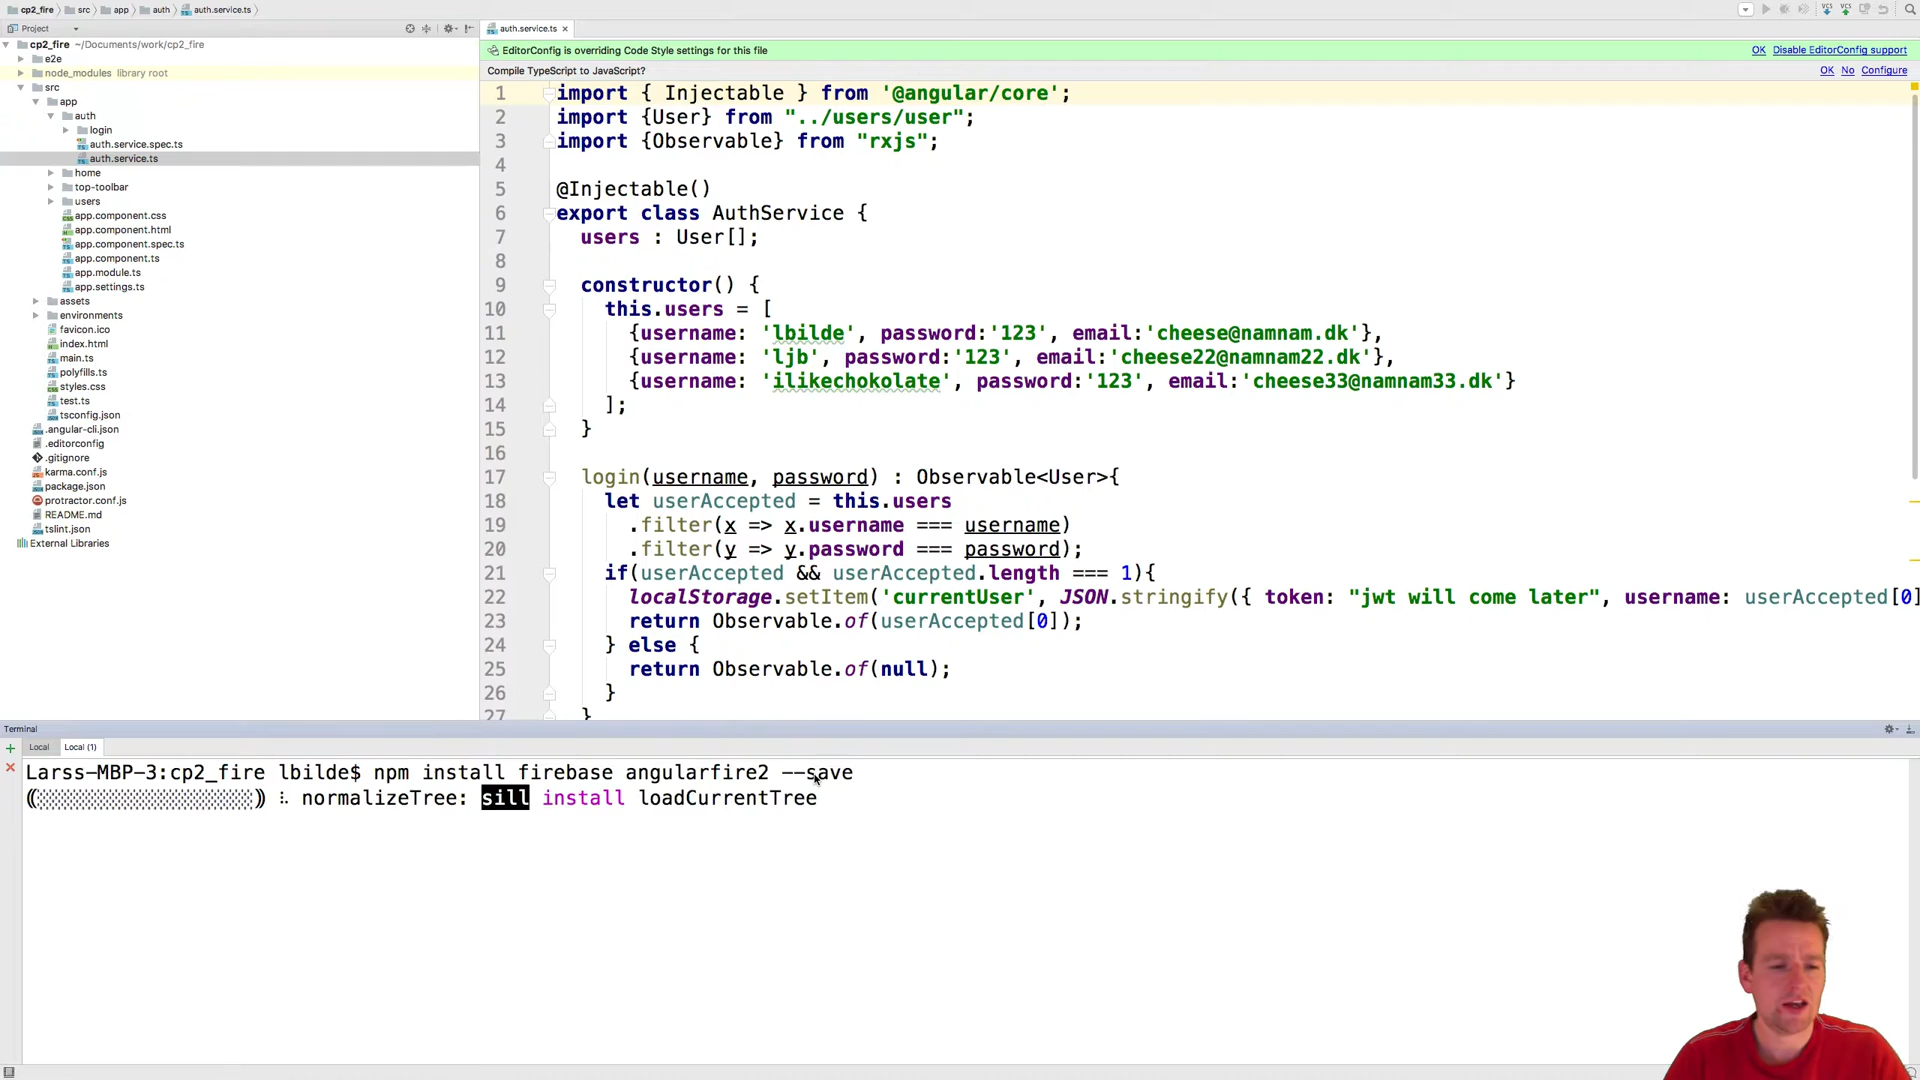 cp2_fire src app auth auth.service.ts
Project
auth.service.ts
cp2_fire ~/Documents/work/cp2_fire
e2e
node_modules library root
src
app
auth
login
auth.service.spec.ts
auth.service.ts
home
top-toolbar
users
app.component.css
app.component.html
app.component.spec.ts
app.component.ts
app.module.ts
app.settings.ts
assets
environments
favicon.ico
index.html
main.ts
polyfills.ts
styles.css
test.ts
tsconfig.json
.angular-cli.json
.editorconfig
.gitignore
karma.conf.js
package.json
protractor.conf.js
README.md
tslint.json
External Libraries
EditorConfig is overriding Code Style settings for this file OK Disable EditorConfig support
Compile TypeScript to JavaScript? OK No Configure
1 import { Injectable } from '@angular/core';
2 import {User} from "../users/user";
3 import {Observable} from "rxjs";
4
5 @Injectable()
6 export class AuthService {
7 users : User[];
8
9 constructor() {
10 this.users = [
11 {username: 'lbilde', password:'123', email:'cheese@namnam.dk'},
12 {username: 'ljb', password:'123', email:'cheese22@namnam22.dk'},
13 {username: 'ilikechokolate', password:'123', email:'cheese33@namnam33.dk'}
14 ];
15 }
16
17 login(username, password) : Observable<User>{
18 let userAccepted = this.users
19 .filter(x => x.username === username)
20 .filter(y => y.password === password);
21 if(userAccepted && userAccepted.length === 1){
22 localStorage.setItem('currentUser', JSON.stringify({ token: "jwt will come later", username: userAccepted[0]
23 return Observable.of(userAccepted[0]);
24 } else {
25 return Observable.of(null);
26 }
27 }
Terminal
Local Local (1)
Larss-MBP-3:cp2_fire lbilde$ npm install firebase angularfire2 --save
normalizeTree: sill install loadCurrentTree